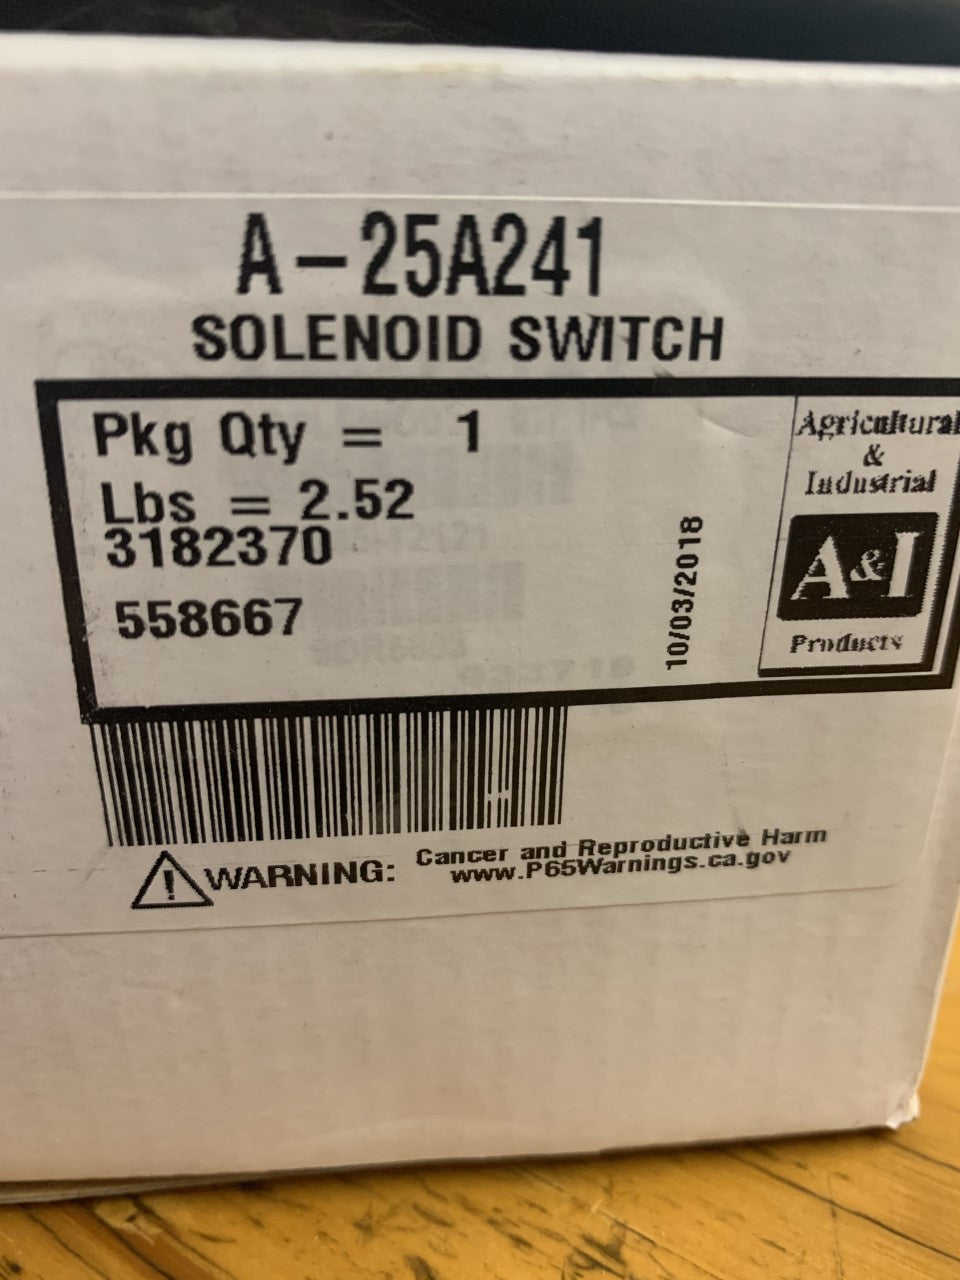 A-25A241
SOLENOID SWITCH
Pkg Qty = 1
Lbs = 2.52
3182370
558667
10/03/2018
Agricultural
&
Industrial
A&I
Products
WARNING: Cancer and Reproductive Harm
www.P65Warnings.ca.gov